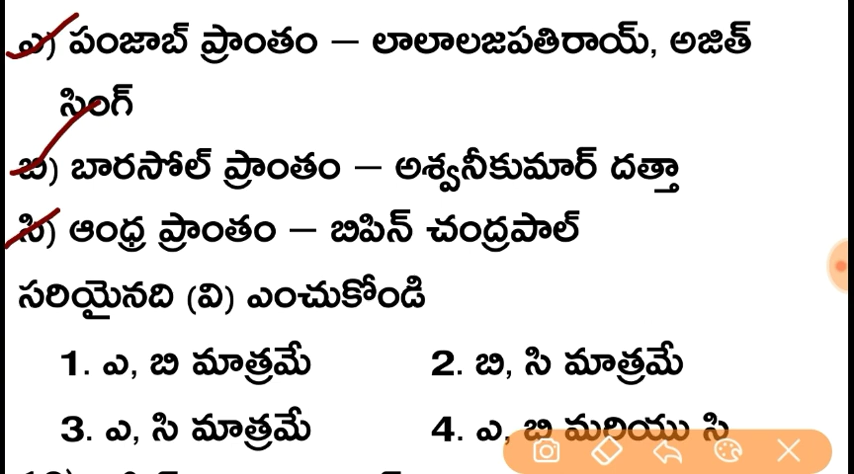 ఎ) పంజాబ్ ప్రాంతం – లాలాలజపతిరాయ్, అజిత్
సింగ్
బి) బారసోల్ ప్రాంతం – అశ్వనీకుమార్ దత్తా
సి) ఆంధ్ర ప్రాంతం – బిపిన్ చంద్రపాల్
సరియైనది (వి) ఎంచుకోండి
1. ఎ, బి మాత్రమే 2. బి, సి మాత్రమే
3. ఎ, సి మాత్రమే 4. ఎ, బి మరియు సి